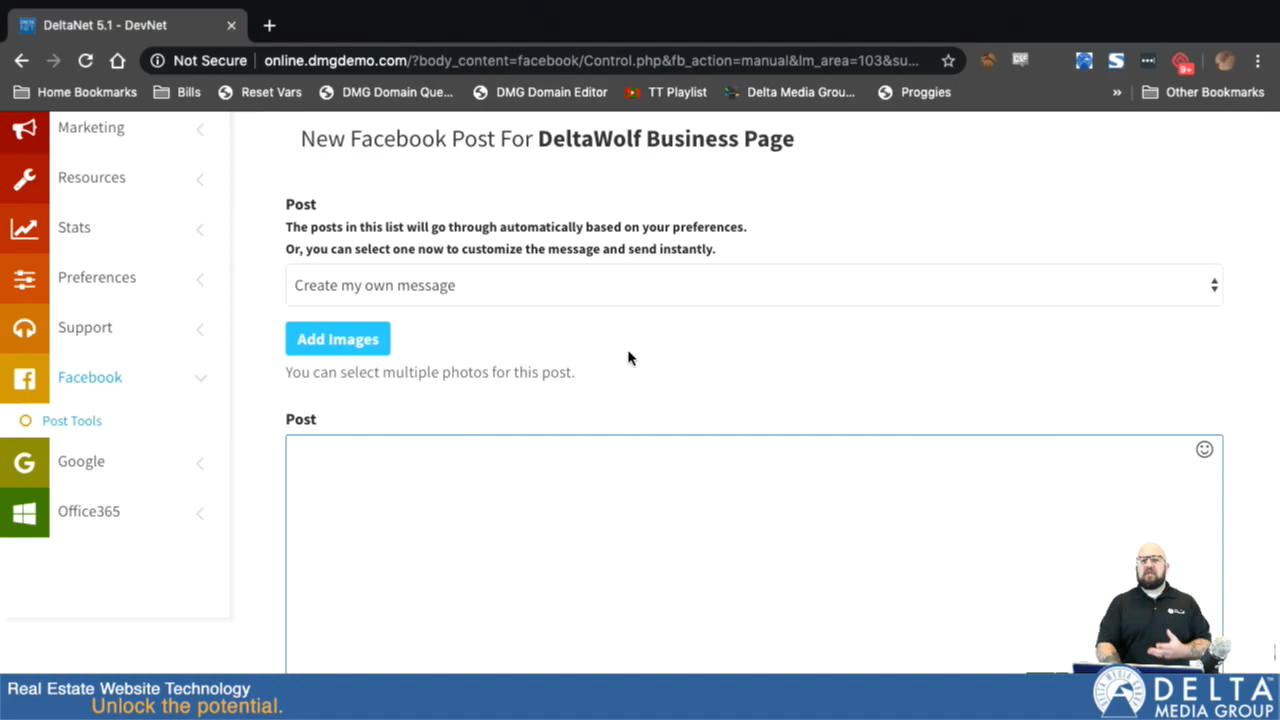 DeltaNet 5.1 - DevNet
Not Secure
online.dmgdemo.com/?body_content=facebook/Control.php&fb_action=manual&lm_area=103&su...
9+
Home Bookmarks
Bills
Reset Vars
DMG Domain Que...
DMG Domain Editor
TT Playlist
Delta Media Grou...
Proggies
»
Other Bookmarks
Marketing
Resources
Stats
Preferences
Support
Facebook
Post Tools
Google
Office365
New Facebook Post For DeltaWolf Business Page
Post
The posts in this list will go through automatically based on your preferences.
Or, you can select one now to customize the message and send instantly.
Create my own message
Add Images
You can select multiple photos for this post.
Post
Real Estate Website Technology
Unlock the potential.
DELTA
MEDIA GROUP